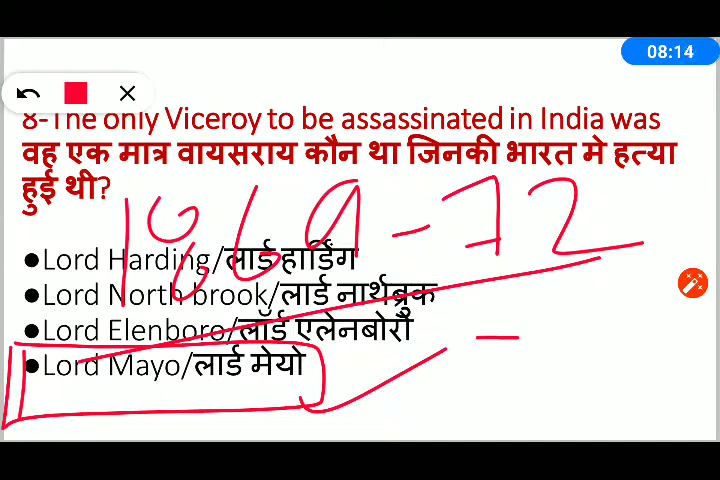 08:14
8-The only Viceroy to be assassinated in India was
वह एक मात्र वायसराय कौन था जिनकी भारत मे हत्या
हुई थी?
1869-72
●Lord Harding/लार्ड हार्डिंग
●Lord North brook/लार्ड नार्थब्रुक
●Lord Elenboro/लॉर्ड एलेनबोरौ
●Lord Mayo/लार्ड मेयो